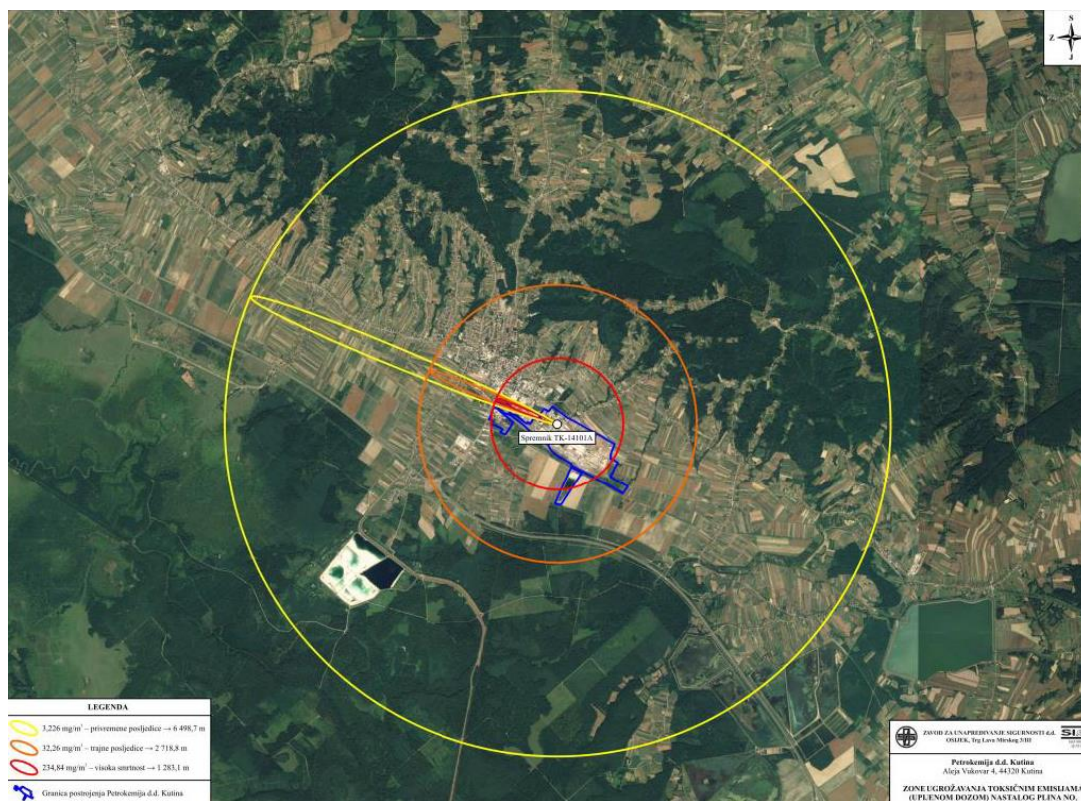 S
Z
J
Spremnik TK-14101A
LEGENDA
3,226 mg/m³ – privremene posljedice → 6 498,7 m
32,26 mg/m³ – trajne posljedice → 2 718,8 m
234,84 mg/m³ – visoka smrtnost → 1 283,1 m
Granica postrojenja Petrokemija d.d. Kutina
ZAVOD ZA UNAPREĐIVANJE SIGURNOSTI d.d.
OSIJEK, Trg Lava Mirskog 3/III
Petrokemija d.d. Kutina
Aleja Vukovar 4, 44320 Kutina
ZONE UGROŽAVANJA TOKSIČNIM EMISIJAMA
(UPIJENOM DOZOM) NASTALOG PLINA NO